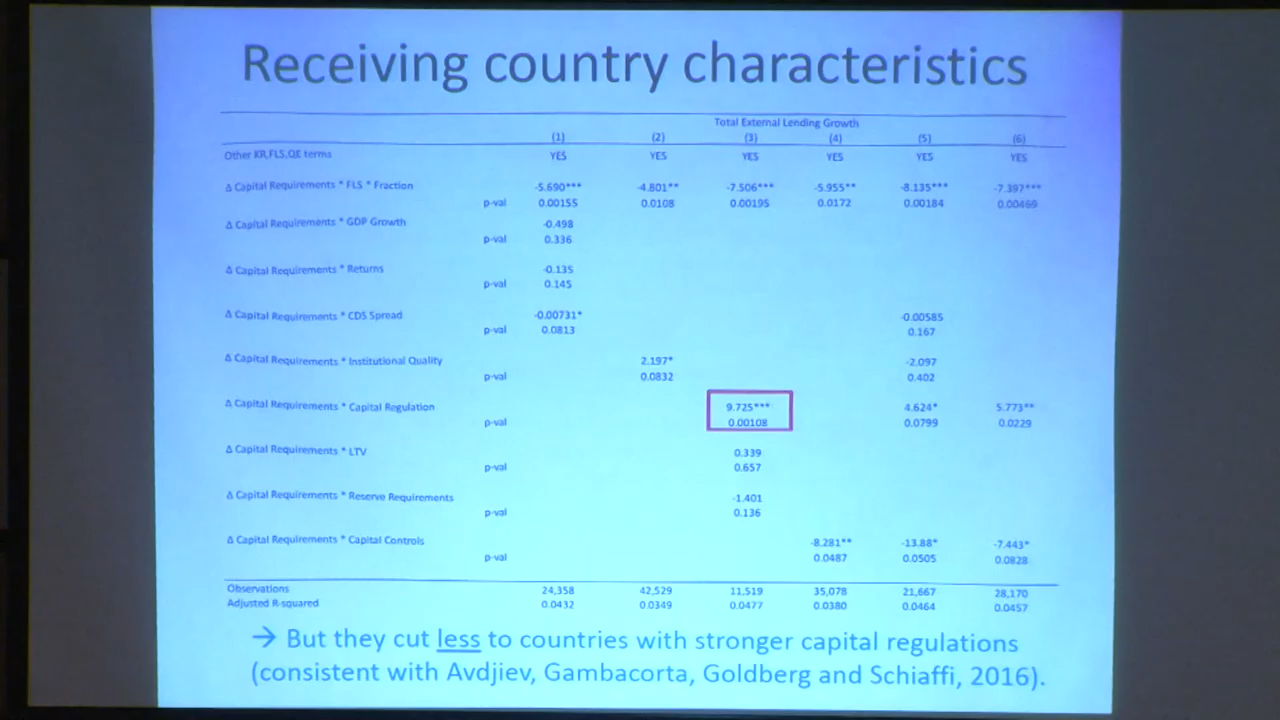 Receiving country characteristics
Total External Lending Growth
(1) (2) (3) (4) (5) (6)
Other KR,FLS,QE terms YES YES YES YES YES YES
Δ Capital Requirements * FLS * Fraction -5.690*** -4.801** -7.506*** -5.955** -8.135*** -7.397***
p-val 0.00155 0.0108 0.00195 0.0172 0.00184 0.00469
Δ Capital Requirements * GDP Growth -0.498
p-val 0.336
Δ Capital Requirements * Returns -0.135
p-val 0.145
Δ Capital Requirements * CDS Spread -0.00731* -0.00585
p-val 0.0813 0.167
Δ Capital Requirements * Institutional Quality 2.197* -2.097
p-val 0.0832 0.402
Δ Capital Requirements * Capital Regulation 9.725*** 4.624* 5.773**
p-val 0.00108 0.0799 0.0229
Δ Capital Requirements * LTV 0.339
p-val 0.657
Δ Capital Requirements * Reserve Requirements -1.401
p-val 0.136
Δ Capital Requirements * Capital Controls -8.281** -13.88* -7.443*
p-val 0.0487 0.0505 0.0828
Observations 24,358 42,529 11,519 35,078 21,667 28,170
Adjusted R-squared 0.0432 0.0349 0.0477 0.0380 0.0464 0.0457
→ But they cut less to countries with stronger capital regulations
(consistent with Avdjiev, Gambacorta, Goldberg and Schiaffi, 2016).